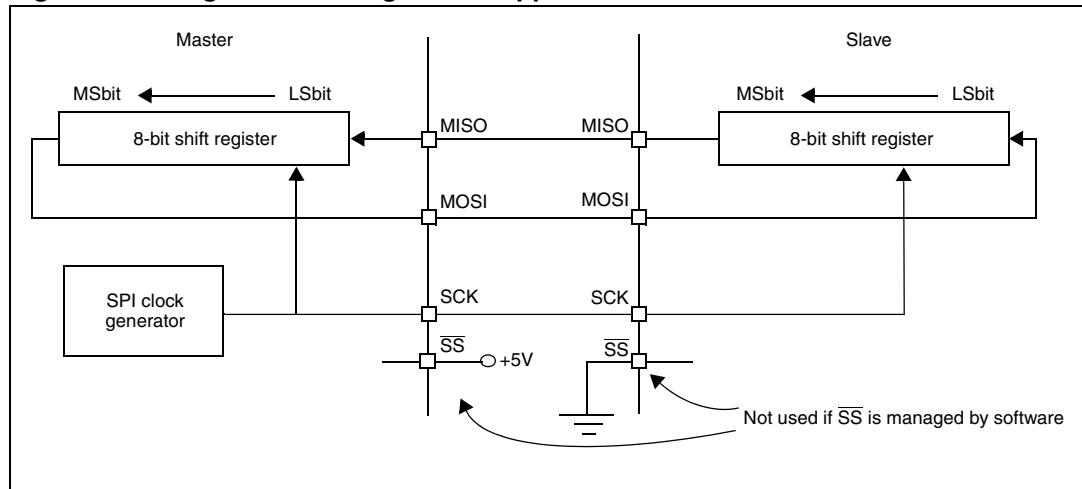 Master
Slave
MSbit
LSbit
MSbit
LSbit
8-bit shift register
MISO
MISO
8-bit shift register
MOSI
MOSI
SPI clock
generator
SCK
SCK
SS
+5V
SS
Not used if SS is managed by software